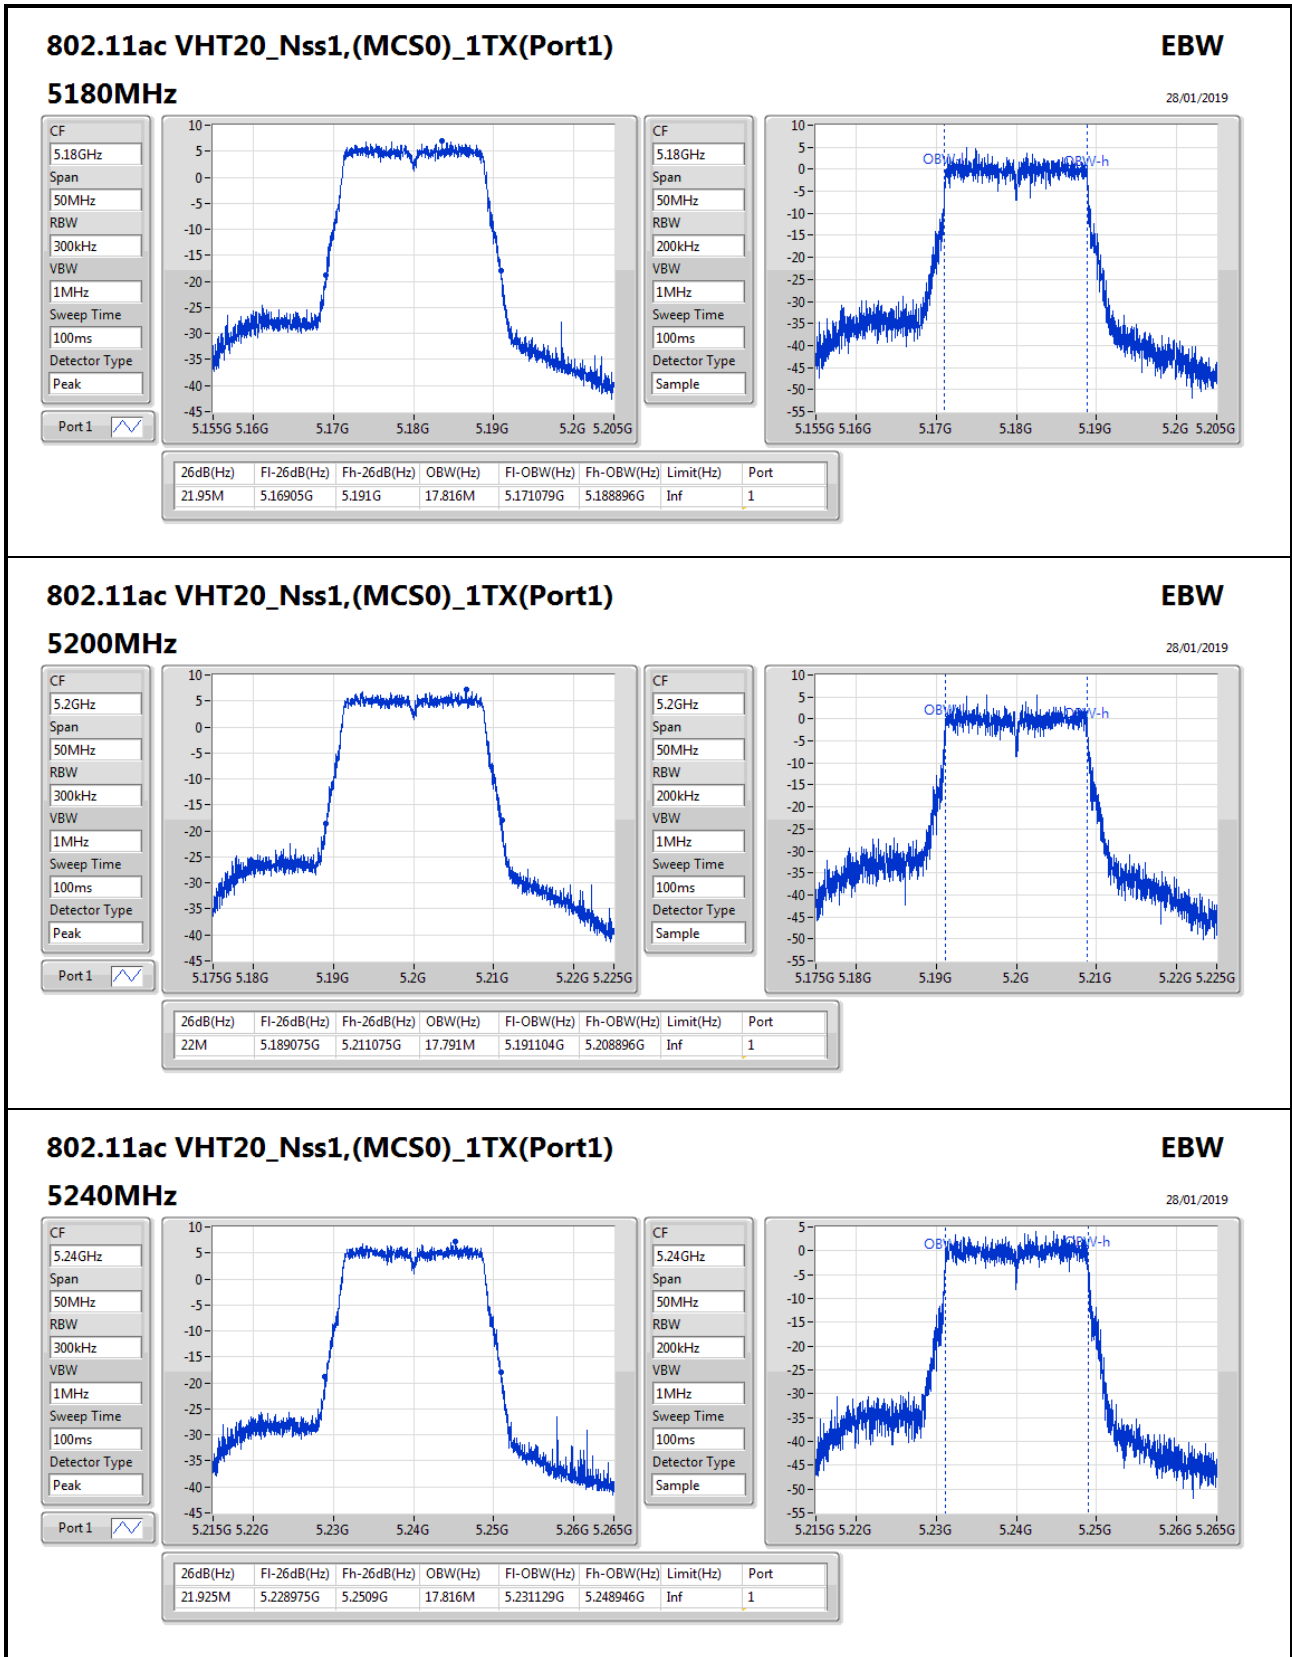 802.11ac VHT20_Nss1,(MCS0)_1TX(Port1) EBW
5180MHz 28/01/2019
CF
5.18GHz
Span
50MHz
RBW
300kHz
VBW
1MHz
Sweep Time
100ms
Detector Type
Peak
Port 1
10
5
0
-5
-10
-15
-20
-25
-30
-35
-40
-45
5.155G 5.16G 5.17G 5.18G 5.19G 5.2G 5.205G
CF
5.18GHz
Span
50MHz
RBW
200kHz
VBW
1MHz
Sweep Time
100ms
Detector Type
Sample
10
5
0
-5
-10
-15
-20
-25
-30
-35
-40
-45
-50
-55
OBW-h
5.155G 5.16G 5.17G 5.18G 5.19G 5.2G 5.205G
26dB(Hz) Fl-26dB(Hz) Fh-26dB(Hz) OBW(Hz) Fl-OBW(Hz) Fh-OBW(Hz) Limit(Hz) Port
21.95M 5.16905G 5.191G 17.816M 5.171079G 5.188896G Inf 1
802.11ac VHT20_Nss1,(MCS0)_1TX(Port1) EBW
5200MHz 28/01/2019
CF
5.2GHz
Span
50MHz
RBW
300kHz
VBW
1MHz
Sweep Time
100ms
Detector Type
Peak
Port 1
10
5
0
-5
-10
-15
-20
-25
-30
-35
-40
-45
5.175G 5.18G 5.19G 5.2G 5.21G 5.22G 5.225G
CF
5.2GHz
Span
50MHz
RBW
200kHz
VBW
1MHz
Sweep Time
100ms
Detector Type
Sample
10
5
0
-5
-10
-15
-20
-25
-30
-35
-40
-45
-50
-55
OBW-h
5.175G 5.18G 5.19G 5.2G 5.21G 5.22G 5.225G
26dB(Hz) Fl-26dB(Hz) Fh-26dB(Hz) OBW(Hz) Fl-OBW(Hz) Fh-OBW(Hz) Limit(Hz) Port
22M 5.189075G 5.211075G 17.791M 5.191104G 5.208896G Inf 1
802.11ac VHT20_Nss1,(MCS0)_1TX(Port1) EBW
5240MHz 28/01/2019
CF
5.24GHz
Span
50MHz
RBW
300kHz
VBW
1MHz
Sweep Time
100ms
Detector Type
Peak
Port 1
10
5
0
-5
-10
-15
-20
-25
-30
-35
-40
-45
5.215G 5.22G 5.23G 5.24G 5.25G 5.26G 5.265G
CF
5.24GHz
Span
50MHz
RBW
200kHz
VBW
1MHz
Sweep Time
100ms
Detector Type
Sample
5
0
-5
-10
-15
-20
-25
-30
-35
-40
-45
-50
-55
OBW-h
5.215G 5.22G 5.23G 5.24G 5.25G 5.26G 5.265G
26dB(Hz) Fl-26dB(Hz) Fh-26dB(Hz) OBW(Hz) Fl-OBW(Hz) Fh-OBW(Hz) Limit(Hz) Port
21.925M 5.228975G 5.2509G 17.816M 5.231129G 5.248946G Inf 1